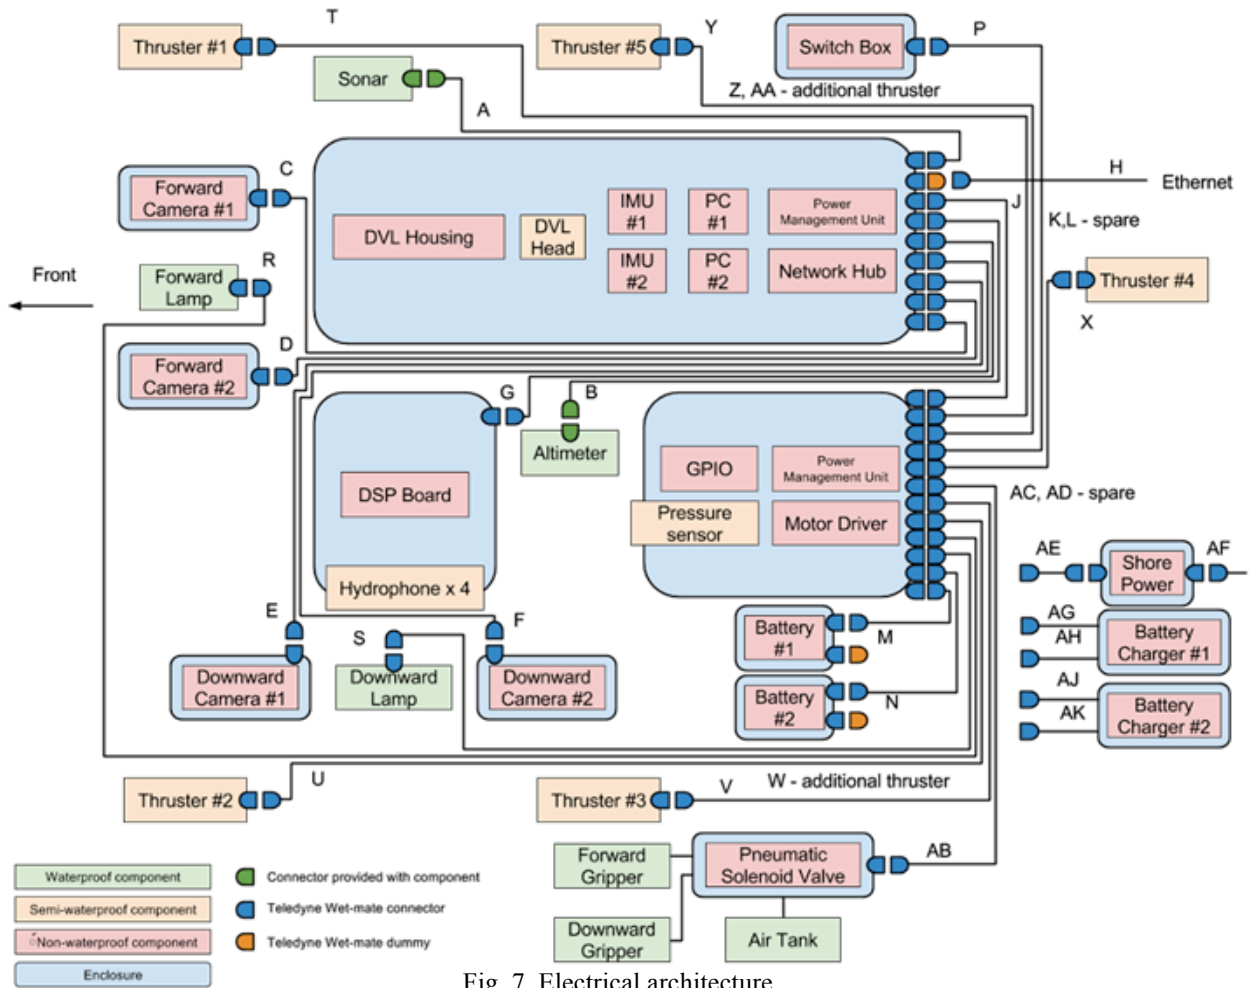 T
Thruster #1
Thruster #5
Y
Switch Box
P
Sonar
A
Z, AA - additional thruster
C
Forward
Camera #1
DVL Housing
DVL
Head
IMU
#1
PC
#1
Power
Management Unit
IMU
#2
PC
#2
Network Hub
H
Ethernet
J
K,L - spare
Front
R
Forward
Lamp
Thruster #4
X
D
Forward
Camera #2
G
B
Altimeter
DSP Board
Hydrophone x 4
GPIO
Power
Management Unit
Pressure
sensor
Motor Driver
AC, AD - spare
AE
Shore
Power
AF
AG
AH
Battery
Charger #1
AJ
AK
Battery
Charger #2
E
S
F
Downward
Camera #1
Downward
Lamp
Downward
Camera #2
Battery
#1
M
Battery
#2
N
Thruster #2
U
Thruster #3
V
W - additional thruster
Forward
Gripper
Pneumatic
Solenoid Valve
AB
Downward
Gripper
Air Tank
Waterproof component
Semi-waterproof component
Non-waterproof component
Enclosure
Connector provided with component
Teledyne Wet-mate connector
Teledyne Wet-mate dummy
Fig. 7. Electrical architecture